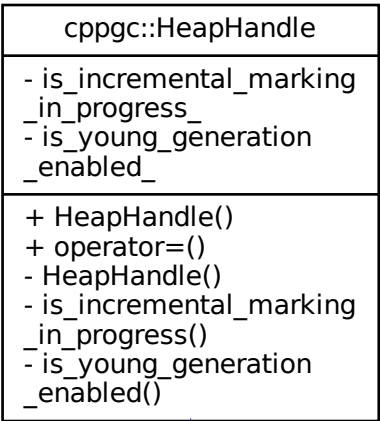 cppgc::HeapHandle
- is_incremental_marking
_in_progress_
- is_young_generation
_enabled_
+ HeapHandle()
+ operator=()
- HeapHandle()
- is_incremental_marking
_in_progress()
- is_young_generation
_enabled()